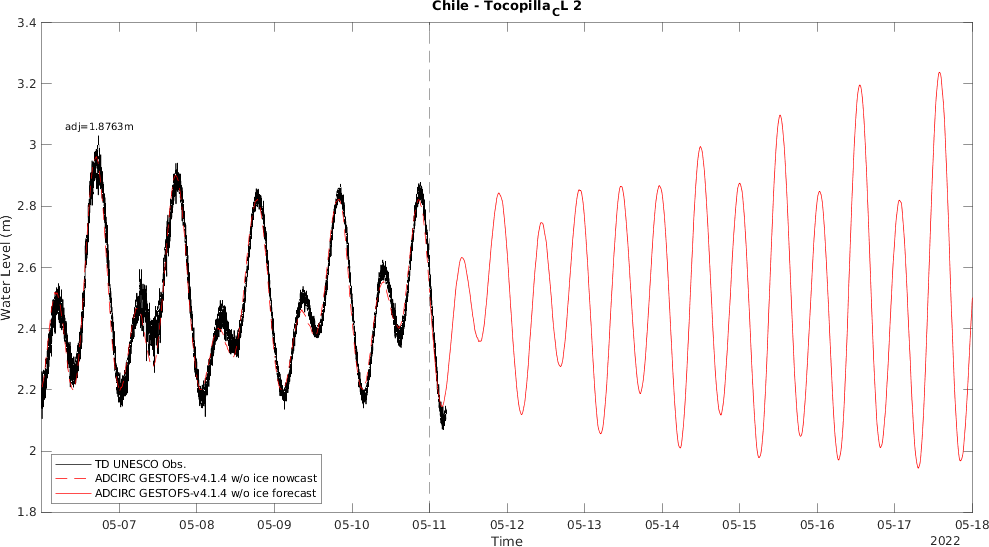 Chile - Tocopilla_CL 2
3.4
3.2
3
2.8
2.6
2.4
2.2
2
1.8
Water Level (m)
adj=1.8763m
TD UNESCO Obs.
ADCIRC GESTOFS-v4.1.4 w/o ice nowcast
ADCIRC GESTOFS-v4.1.4 w/o ice forecast
05-07 05-08 05-09 05-10 05-11 05-12 05-13 05-14 05-15 05-16 05-17 05-18
Time
2022